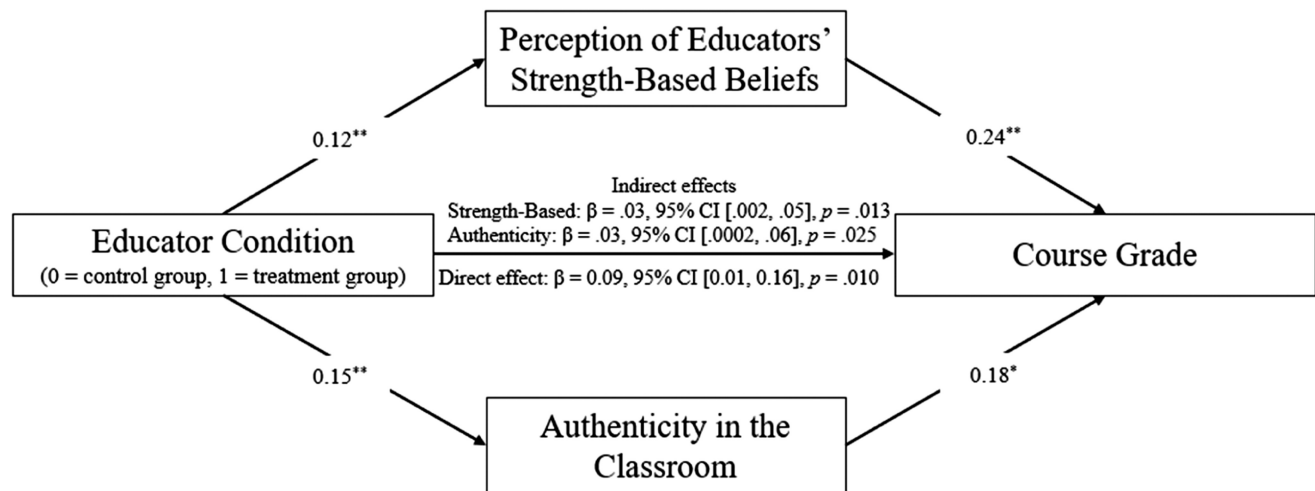 Perception of Educators’
Strength-Based Beliefs
0.12**
0.24**
Indirect effects
Strength-Based: β = .03, 95% CI [.002, .05], p = .013
Authenticity: β = .03, 95% CI [.0002, .06], p = .025
Educator Condition
(0 = control group, 1 = treatment group)
Direct effect: β = 0.09, 95% CI [0.01, 0.16], p = .010
Course Grade
0.15**
0.18*
Authenticity in the
Classroom